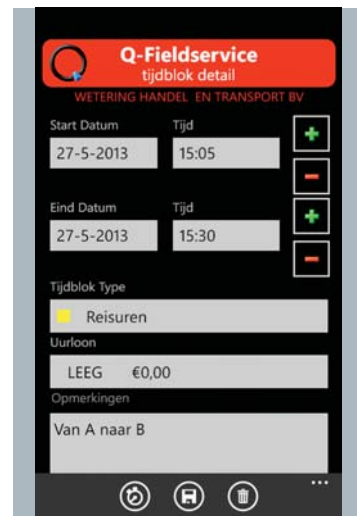 Q-Fieldservice
tijdblok detail
WETERING HANDEL EN TRANSPORT BV
Start Datum Tijd
27-5-2013 15:05
Eind Datum Tijd
27-5-2013 15:30
Tijdblok Type
Reisuren
Uurloon
LEEG €0,00
Opmerkingen
Van A naar B